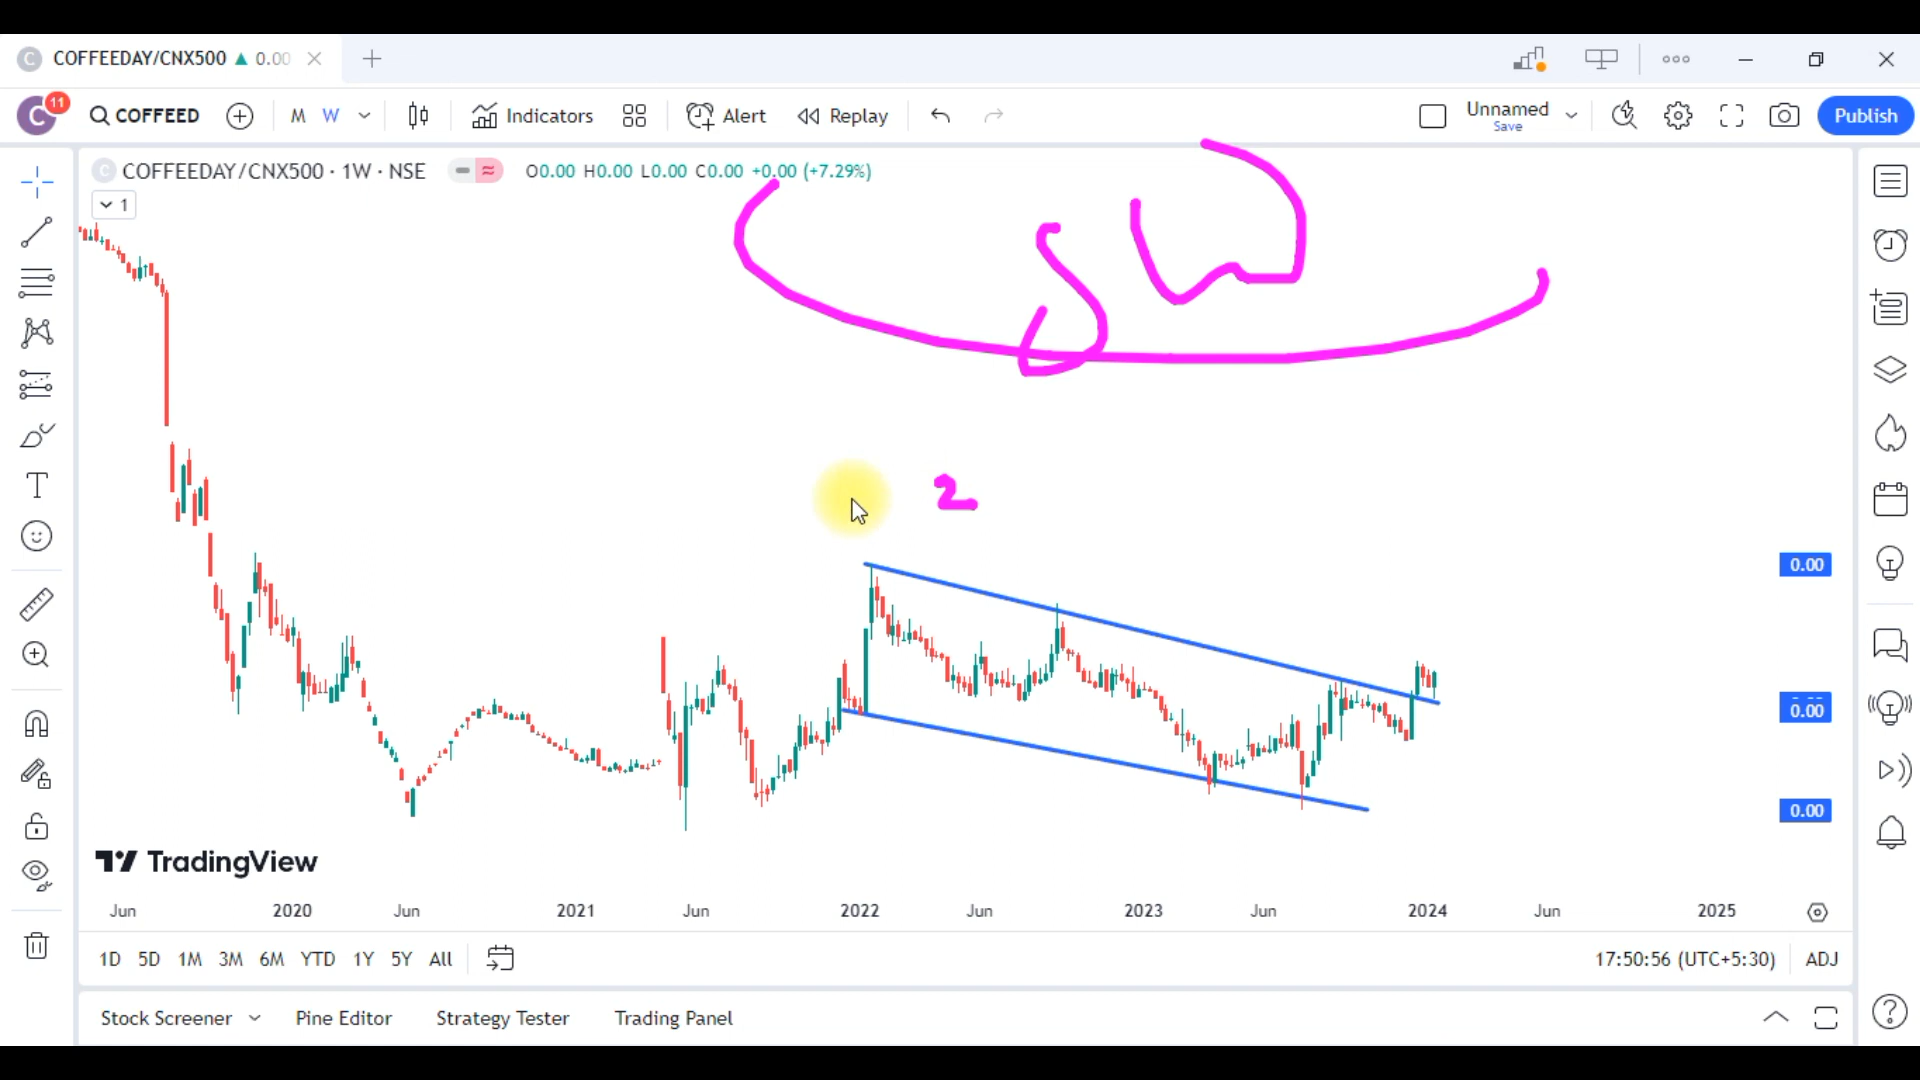 COFFEEDAY/CNX500 ▲ 0.00
C 11 COFFEED M W Indicators Alert Replay Unnamed Save Publish
COFFEEDAY/CNX500 · 1W · NSE O0.00 H0.00 L0.00 C0.00 +0.00 (+7.29%)
1
SW
2
0.00
0.00
0.00
TradingView
Jun 2020 Jun 2021 Jun 2022 Jun 2023 Jun 2024 Jun 2025
1D 5D 1M 3M 6M YTD 1Y 5Y All 17:50:56 (UTC+5:30) ADJ
Stock Screener Pine Editor Strategy Tester Trading Panel